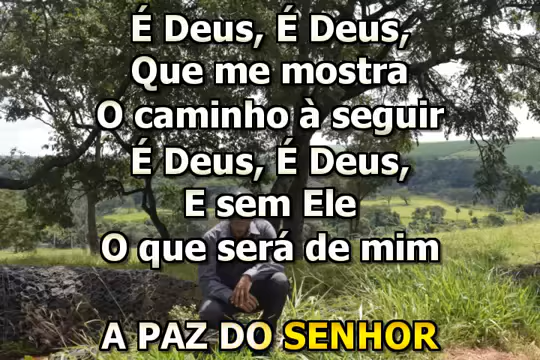 É Deus, É Deus,
Que me mostra
O caminho à seguir
É Deus, É Deus,
E sem Ele
O que será de mim
A PAZ DO SENHOR